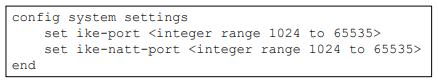 config system settings
    set ike-port <integer range 1024 to 65535>
    set ike-natt-port <integer range 1024 to 65535>
end